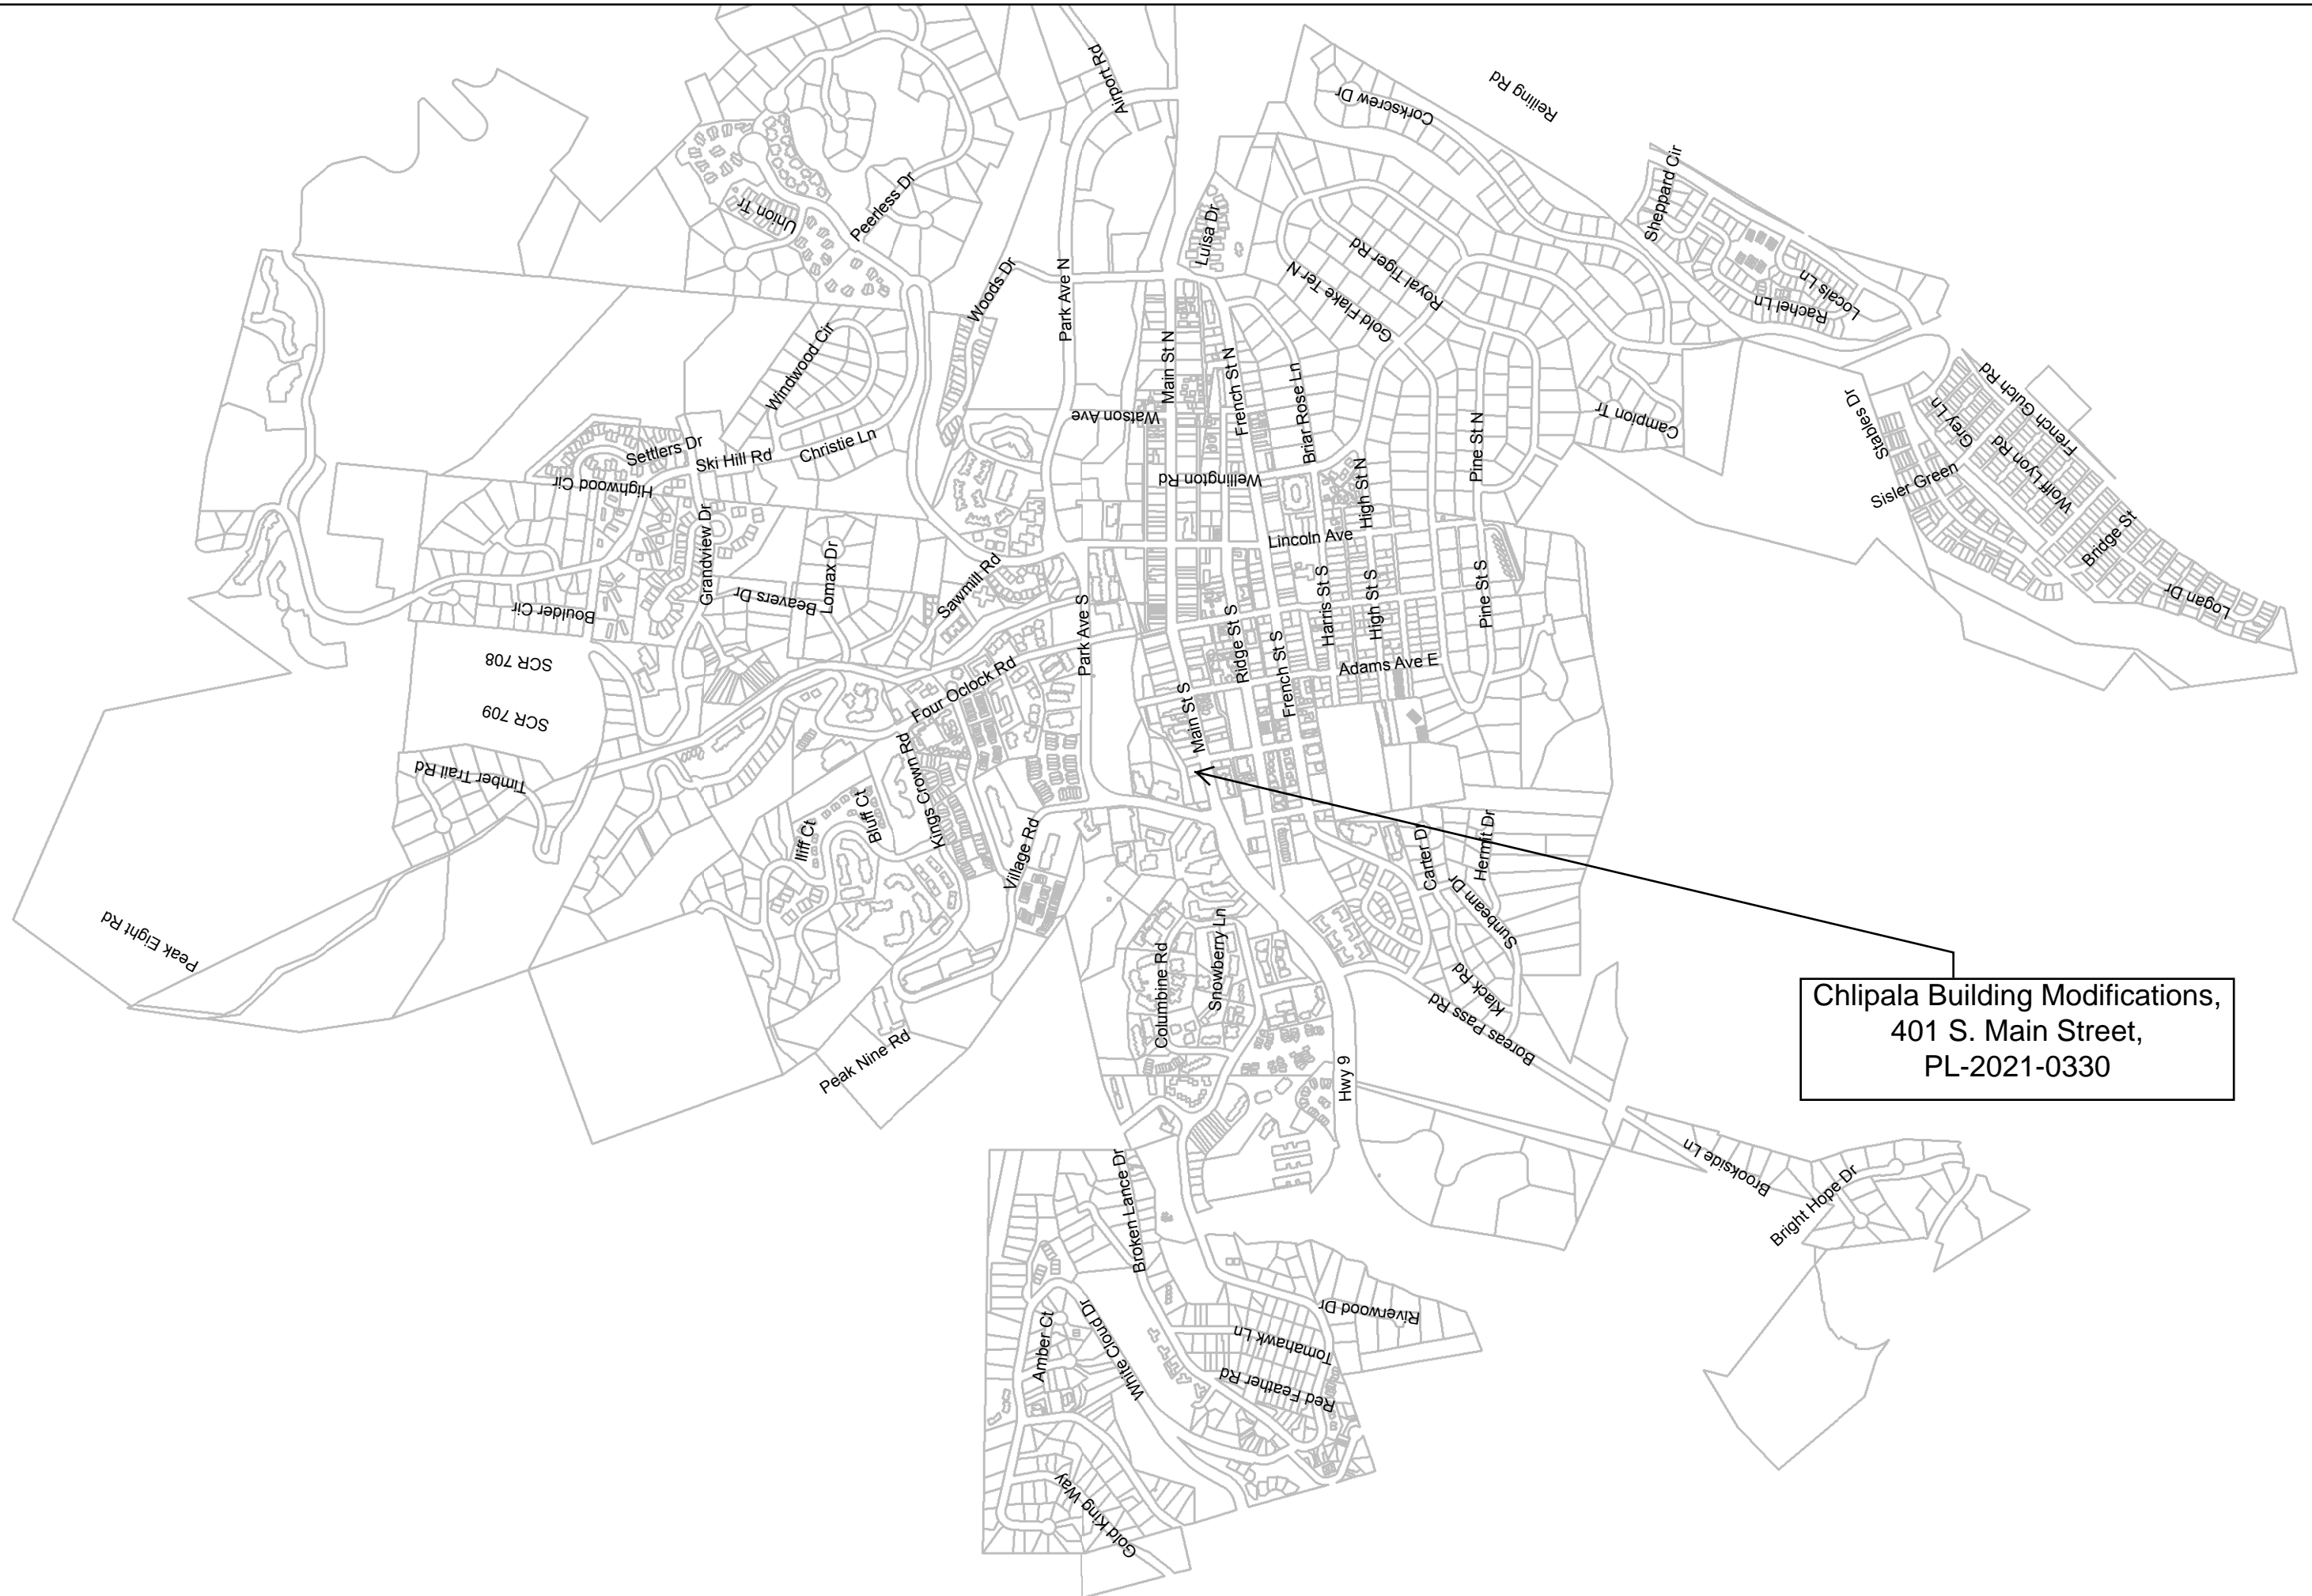 Airport Rd
Reiling Rd
Corkscrew Dr
Sheppard Cir
Union Tr
Peerless Dr
Luisa Dr
Woods Dr
Park Ave N
Gold Flake Ter N
Royal Tiger Rd
Locals Ln
Rachel Ln
Windwood Cir
Main St N
French St N
Briar Rose Ln
Watson Ave
Pine St N
Campion Tr
Stables Dr
Grey Ln
French Gulch Rd
Wolff Lyon Rd
Sisler Green
Settlers Dr
Ski Hill Rd
Christie Ln
Highwood Cir
Wellington Rd
High St N
Grandview Dr
Lomax Dr
Lincoln Ave
Bridge St
Logan Dr
Boulder Cir
Beavers Dr
Sawmill Rd
Park Ave S
Ridge St S
Harris St S
High St S
Pine St S
SCR 708
SCR 709
Four Oclock Rd
Main St S
French St S
Adams Ave E
Timber Trail Rd
Kings Crown Rd
Bluff Ct
Iliff Ct
Village Rd
Carter Dr
Hermit Dr
Sunbeam Dr
Peak Eight Rd
Columbine Rd
Snowberry Ln
Klack Rd
Boreas Pass Rd
Peak Nine Rd
Hwy 9
Chlipala Building Modifications,
401 S. Main Street,
PL-2021-0330
Brookside Ln
Bright Hope Dr
Broken Lance Dr
Riverwood Dr
Amber Ct
White Cloud Dr
Tomahawk Ln
Red Feather Rd
Gold King Way